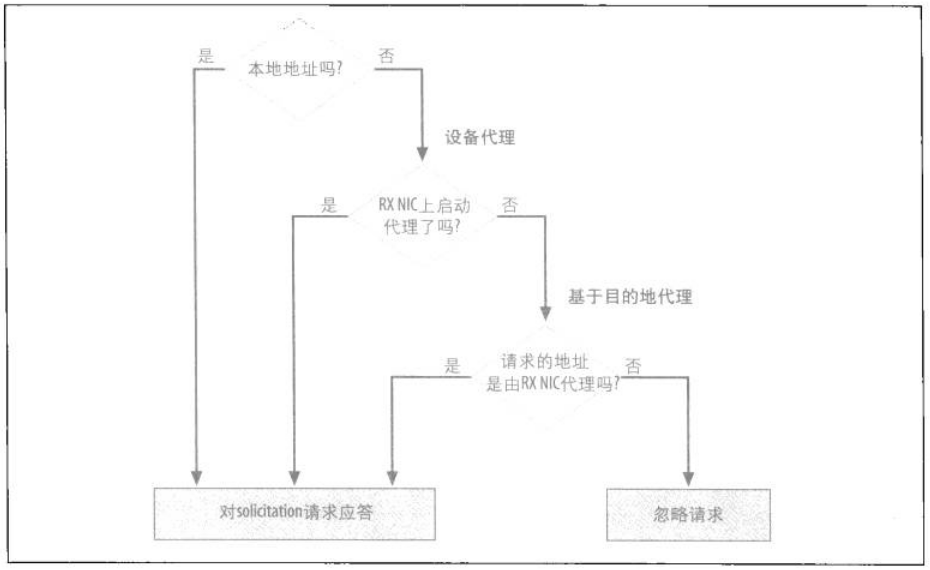 是
本地地址吗?
否
设备代理
是
RX NIC上启动
代理了吗?
否
基于目的地代理
是
请求的地址
是由RX NIC代理吗?
否
对solicitation请求应答
忽略请求